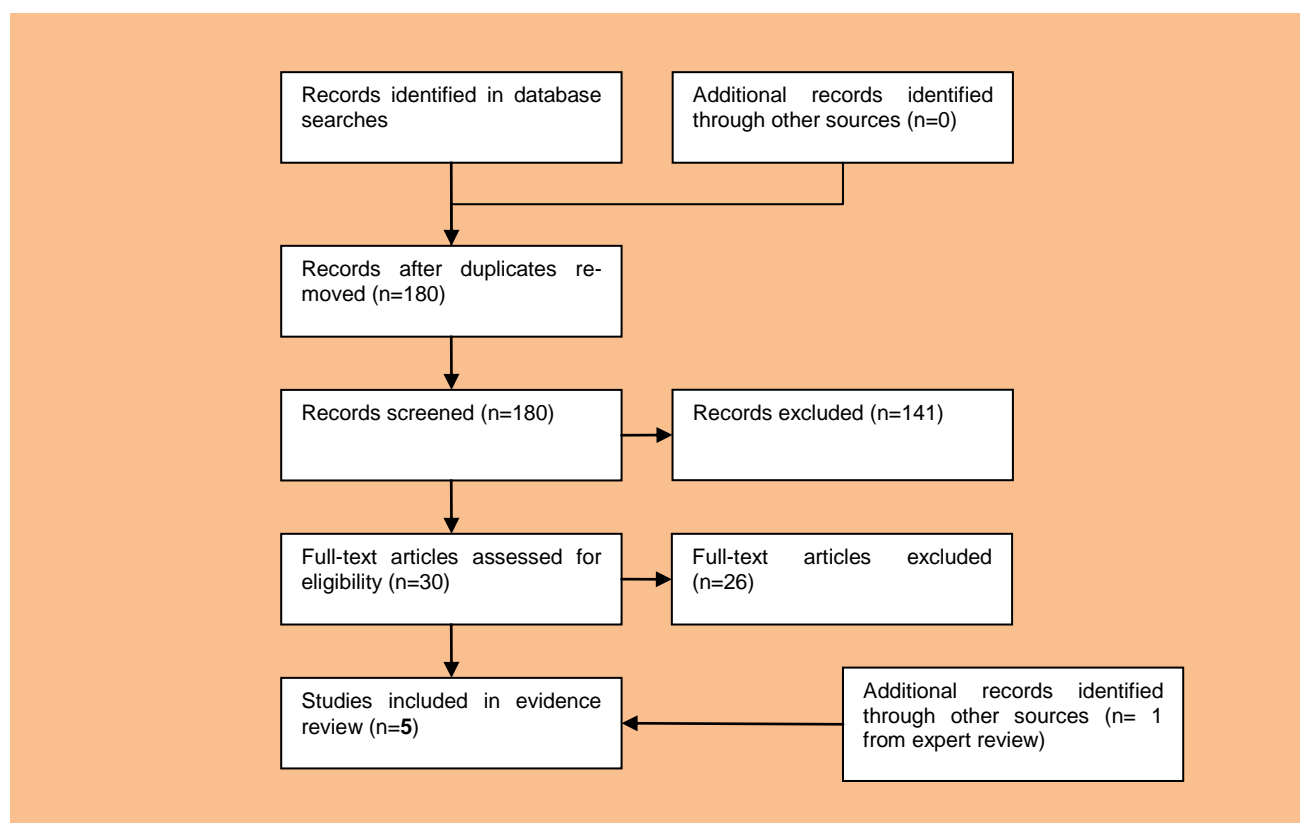 Records identified in database
searches
Additional records identified
through other sources (n=0)
Records after duplicates re-
moved (n=180)
Records screened (n=180)
Records excluded (n=141)
Full-text articles assessed for
eligibility (n=30)
Full-text articles excluded
(n=26)
Studies included in evidence
review (n=5)
Additional records identified
through other sources (n= 1
from expert review)